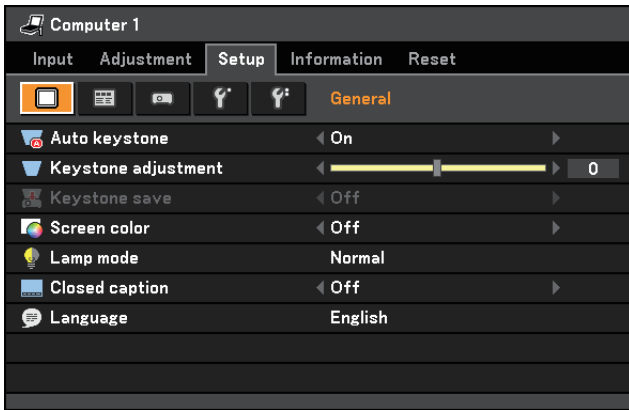 Computer 1
Input Adjustment Setup Information Reset
General
A Auto keystone On
Keystone adjustment 0
Keystone save Off
Screen color Off
Lamp mode Normal
Closed caption Off
Language English